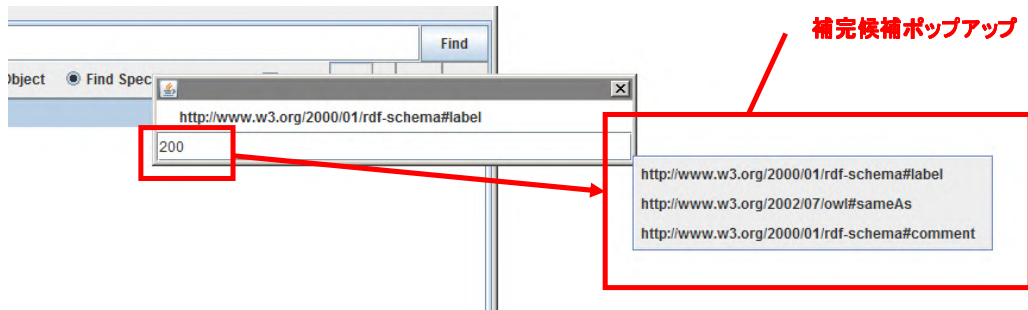 補完候補ポップアップ
Find
Object Find Spec
http://www.w3.org/2000/01/rdf-schema#label
200
http://www.w3.org/2000/01/rdf-schema#label
http://www.w3.org/2002/07/owl#sameAs
http://www.w3.org/2000/01/rdf-schema#comment